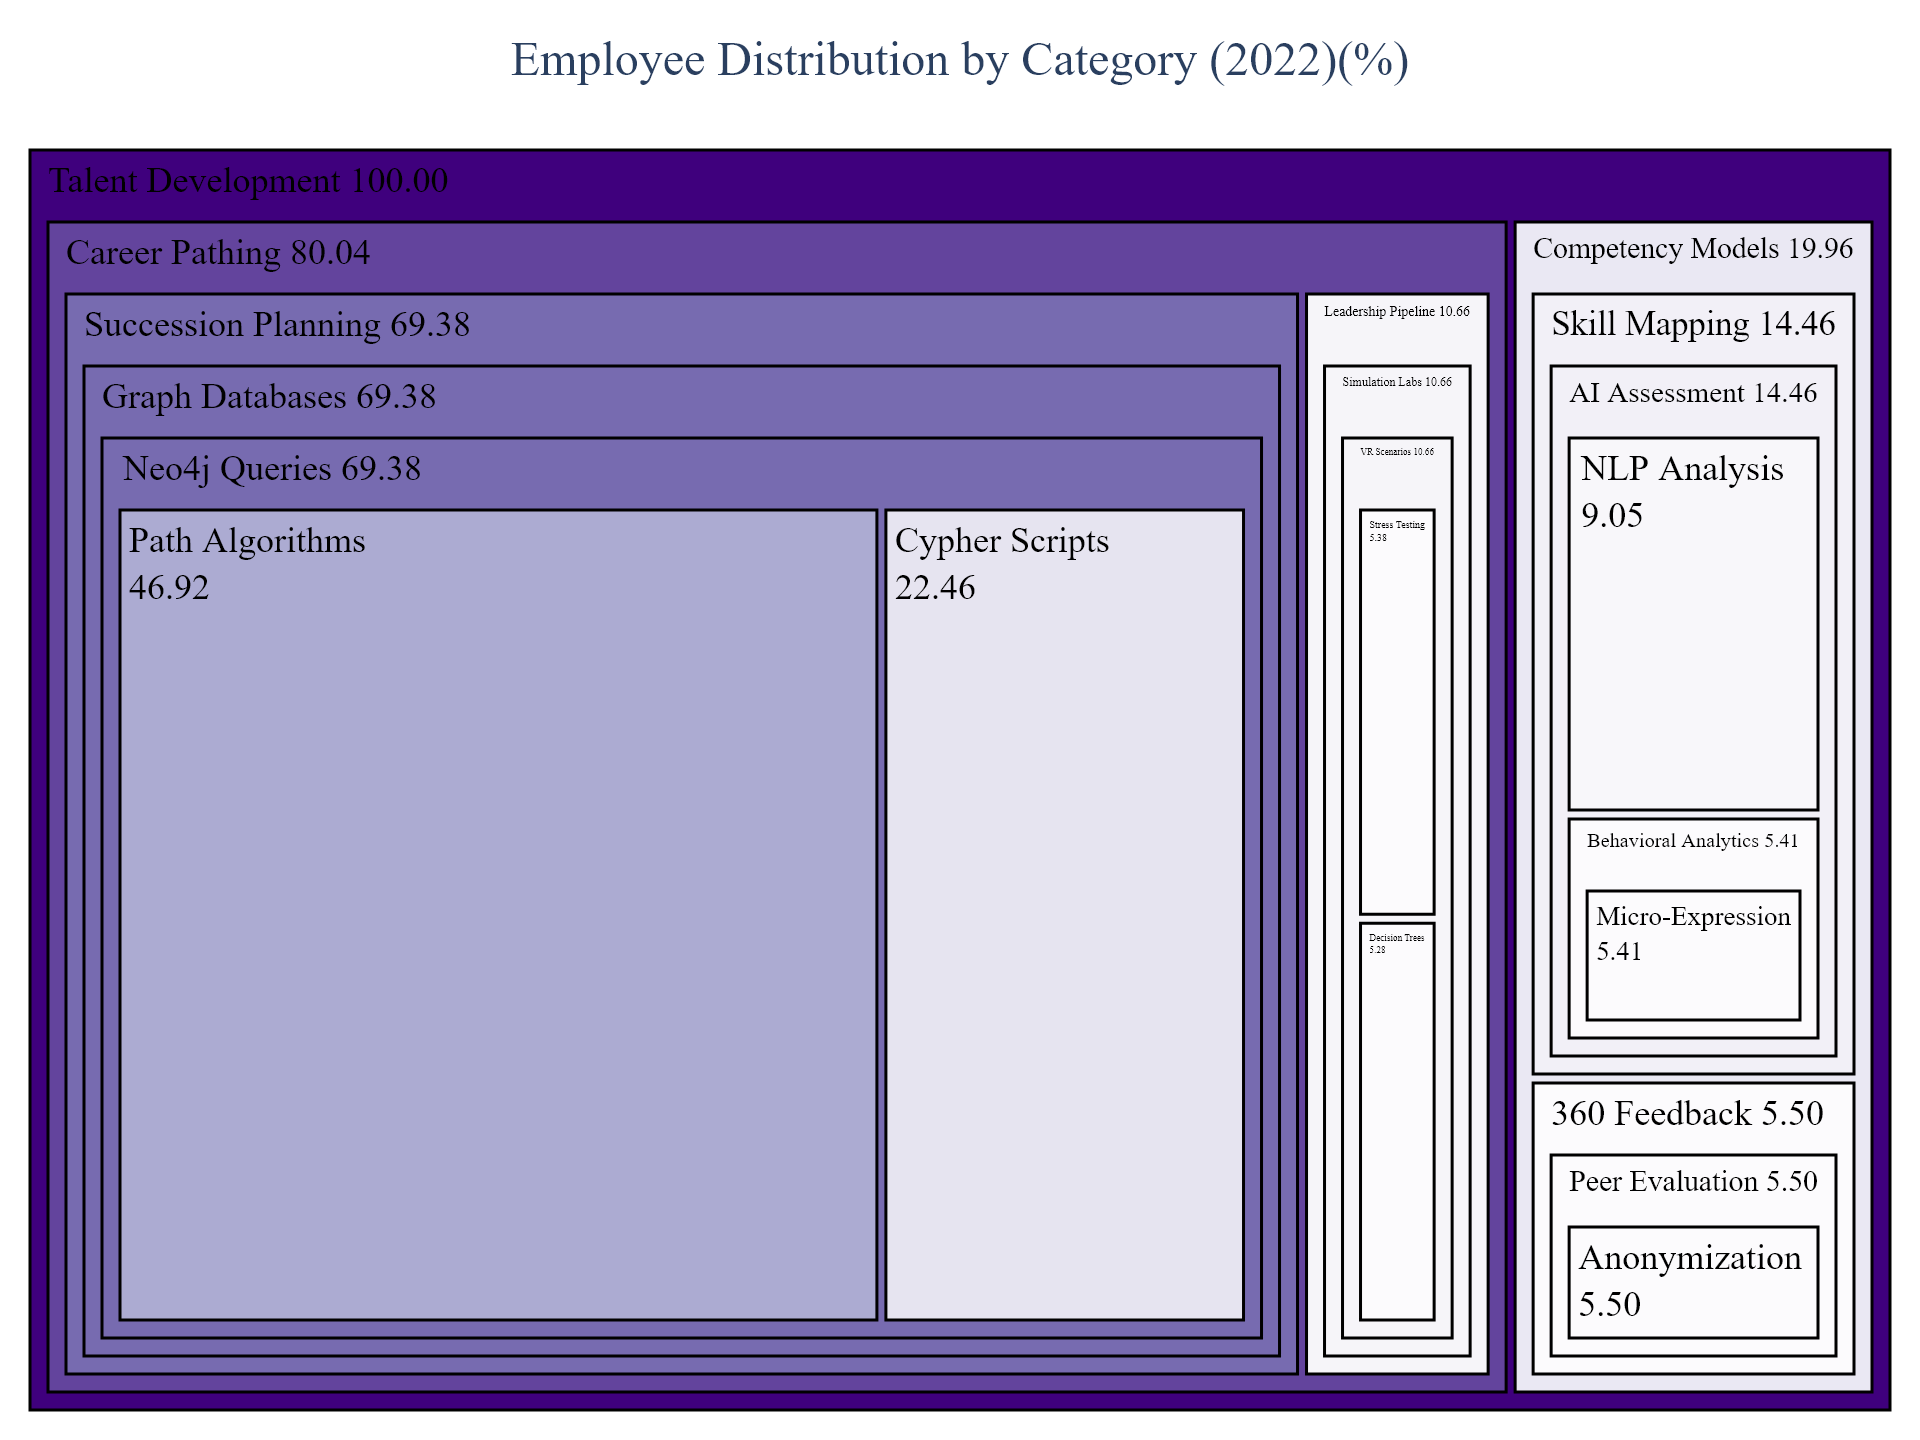 Employee Distribution by Category (2022)(%)
Talent Development 100.00
Career Pathing 80.04
Succession Planning 69.38
Graph Databases 69.38
Neo4j Queries 69.38
Path Algorithms
46.92
Cypher Scripts
22.46
Leadership Pipeline 10.66
Simulation Labs 10.66
VR Scenarios 10.66
Stress Testing
5.38
Decision Trees
5.28
Competency Models 19.96
Skill Mapping 14.46
AI Assessment 14.46
NLP Analysis
9.05
Behavioral Analytics 5.41
Micro-Expression
5.41
360 Feedback 5.50
Peer Evaluation 5.50
Anonymization
5.50